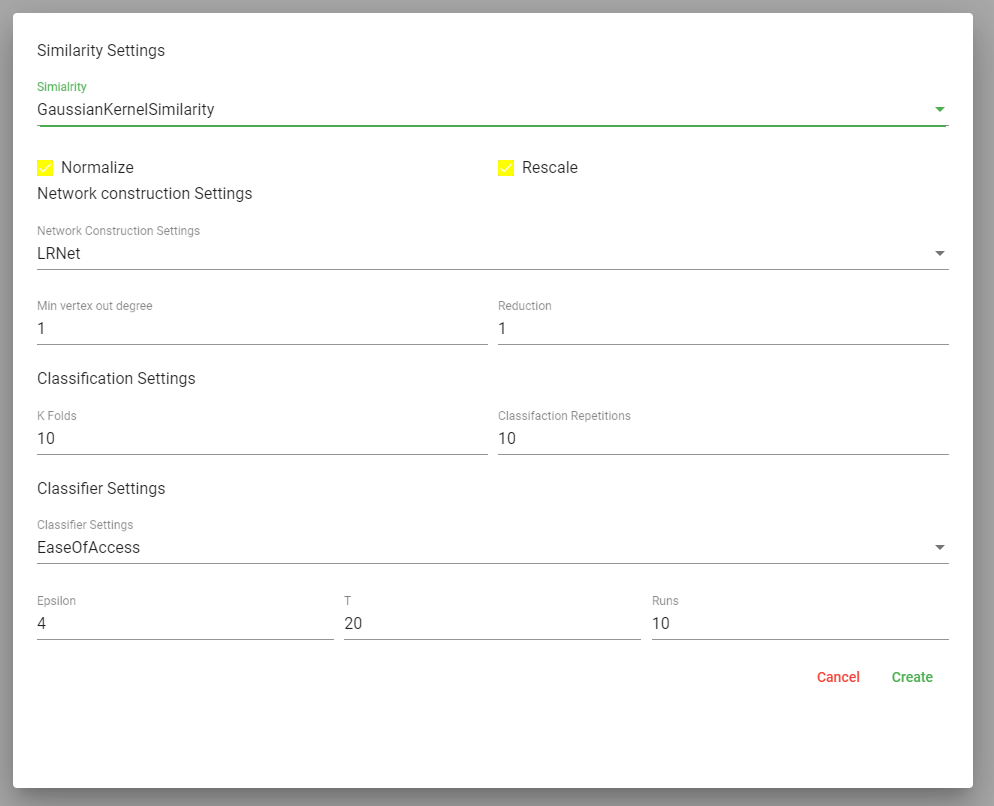 Similarity Settings
Simialrity
GaussianKernelSimilarity
Normalize Rescale
Network construction Settings
Network Construction Settings
LRNet
Min vertex out degree Reduction
1 1
Classification Settings
K Folds Classifaction Repetitions
10 10
Classifier Settings
Classifier Settings
EaseOfAccess
Epsilon T Runs
4 20 10
Cancel Create